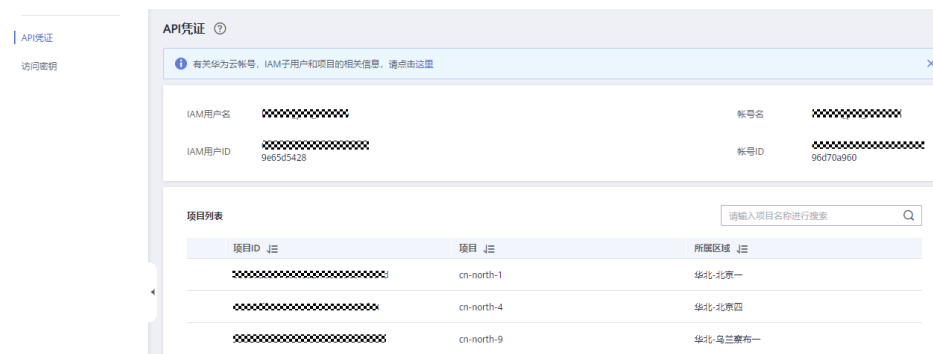 API凭证
访问密钥
API凭证
有关华为云帐号，IAM子用户和项目的相关信息，请点击这里
IAM用户名
帐号名
IAM用户ID
9e65d5428
帐号ID
96d70a960
项目列表
请输入项目名称进行搜索
项目ID 项目 所属区域
cn-north-1 华北-北京一
cn-north-4 华北-北京四
cn-north-9 华北-乌兰察布一